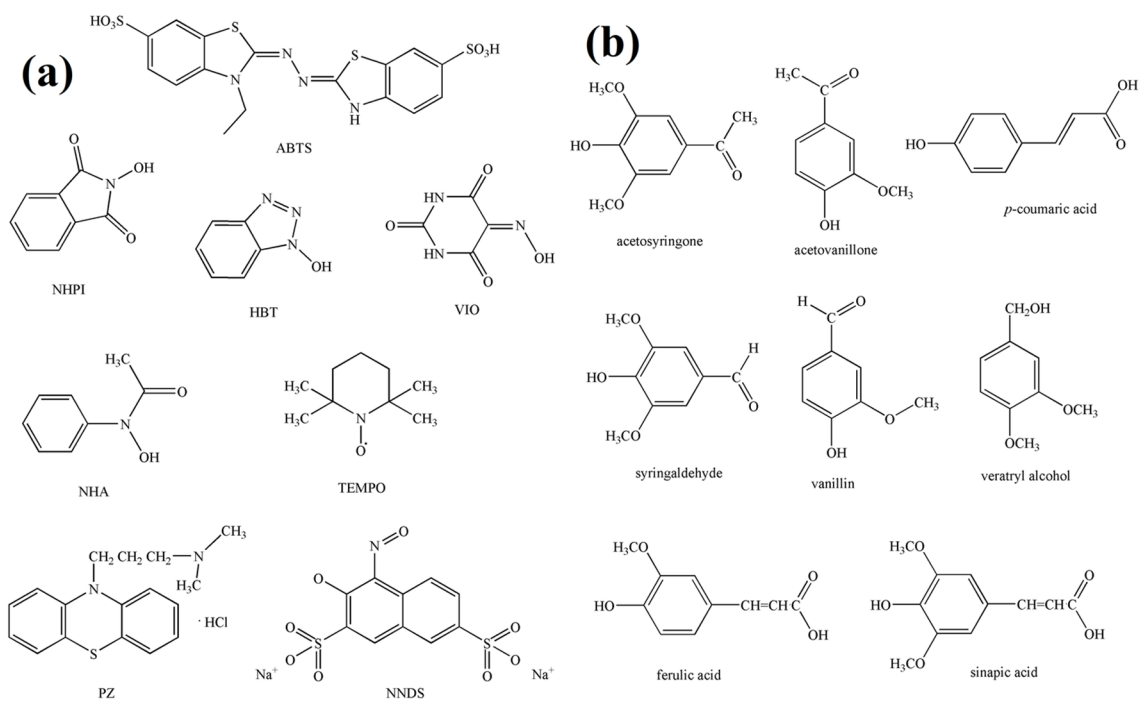 (a)
HO3S
S
N
N
N
S
N
H
SO3H
ABTS
O
N
OH
O
NHPI
N
N
N
OH
HBT
O
HN
O
HN
O
N
OH
VIO
H3C
O
N
OH
NHA
H3C
CH3
H3C
CH3
N
O·
TEMPO
CH2 CH2 CH2—N
CH3
H3C
N
S
· HCl
PZ
N
O
O
O
S
O
O
Na+
O
S
O
O
Na+
NNDS
(b)
H3CO
HO
H3CO
CH3
C
O
acetosyringone
H3C
C
O
OCH3
OH
acetovanillone
HO
OH
O
p-coumaric acid
H3CO
HO
H3CO
H
C
O
syringaldehyde
H
C
O
O
CH3
OH
vanillin
CH2OH
OCH3
OCH3
veratryl alcohol
H3CO
HO
CH=CHC
O
OH
ferulic acid
H3CO
HO
H3CO
CH=CHC
O
OH
sinapic acid